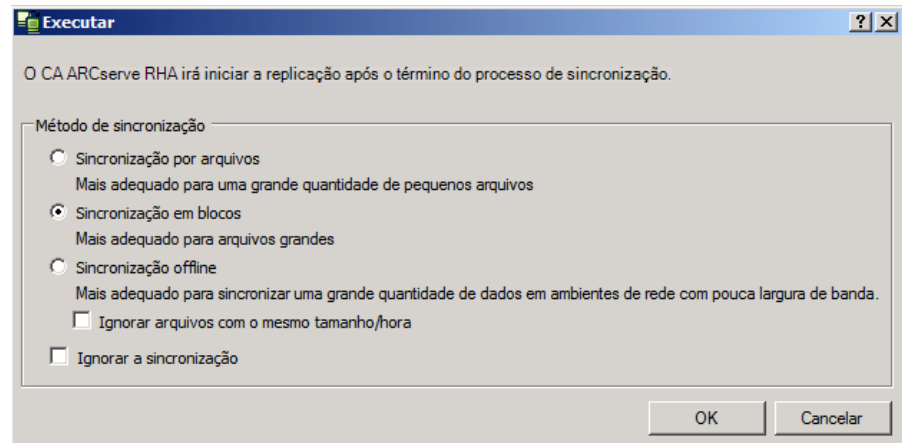 Executar
O CA ARCserve RHA irá iniciar a replicação após o término do processo de sincronização.
Método de sincronização
Sincronização por arquivos
Mais adequado para uma grande quantidade de pequenos arquivos
Sincronização em blocos
Mais adequado para arquivos grandes
Sincronização offline
Mais adequado para sincronizar uma grande quantidade de dados em ambientes de rede com pouca largura de banda.
Ignorar arquivos com o mesmo tamanho/hora
Ignorar a sincronização
OK Cancelar